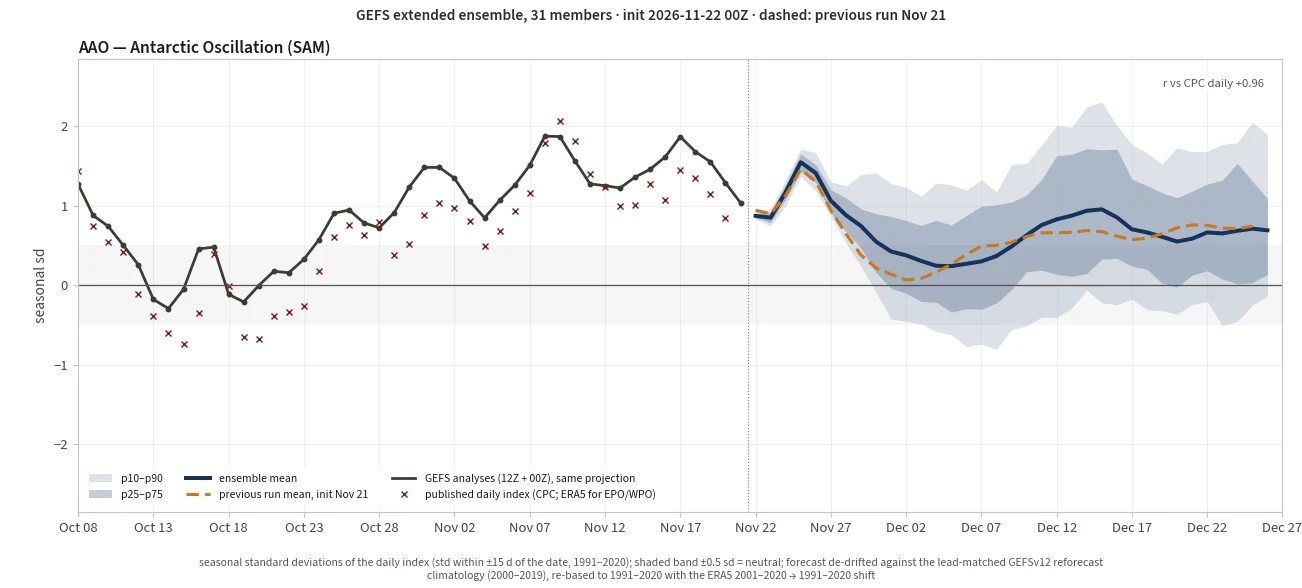 GEFS extended ensemble, 31 members · init 2026-11-22 00Z · dashed: previous run Nov 21
AAO — Antarctic Oscillation (SAM)
r vs CPC daily +0.96
seasonal sd
2
1
0
−1
−2
p10–p90
p25–p75
ensemble mean
previous run mean, init Nov 21
GEFS analyses (12Z + 00Z), same projection
published daily index (CPC; ERA5 for EPO/WPO)
Oct 08 Oct 13 Oct 18 Oct 23 Oct 28 Nov 02 Nov 07 Nov 12 Nov 17 Nov 22 Nov 27 Dec 02 Dec 07 Dec 12 Dec 17 Dec 22 Dec 27
seasonal standard deviations of the daily index (std within ±15 d of the date, 1991–2020); shaded band ±0.5 sd = neutral; forecast de-drifted against the lead-matched GEFSv12 reforecast
climatology (2000–2019), re-based to 1991–2020 with the ERA5 2001–2020 → 1991–2020 shift